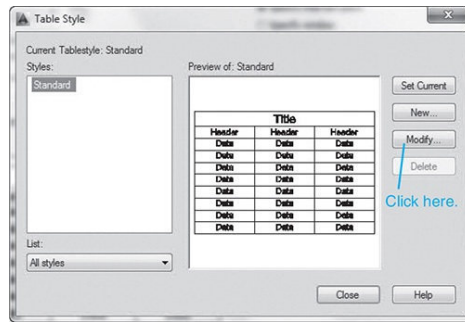 Table Style
Current Tablestyle: Standard
Styles:
Standard
Preview of: Standard
Title
Header Header Header
Data Data Data
Data Data Data
Data Data Data
Data Data Data
Data Data Data
Data Data Data
Data Data Data
Data Data Data
Set Current
New...
Modify...
Delete
Click here.
List:
All styles
Close
Help